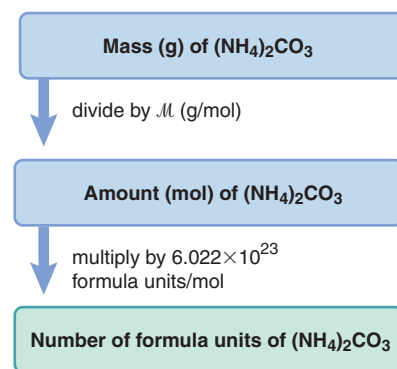 Mass (g) of (NH₄)₂CO₃
divide by ℳ (g/mol)
Amount (mol) of (NH₄)₂CO₃
multiply by 6.022×10²³
formula units/mol
Number of formula units of (NH₄)₂CO₃